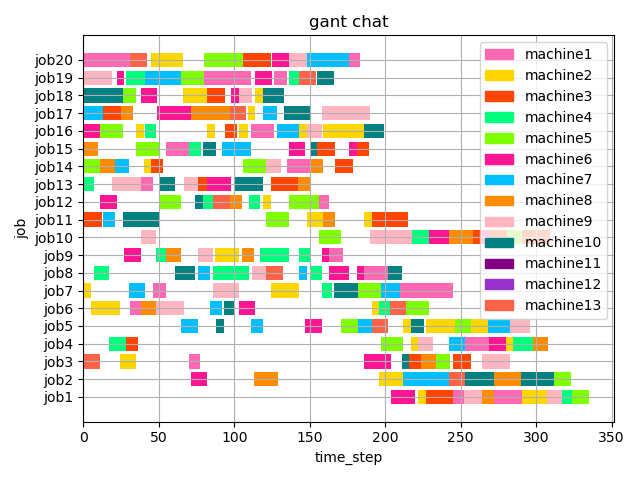 gant chat
job20
job19
job18
job17
job16
job15
job14
job13
job12
job11
job10
job9
job8
job7
job6
job5
job4
job3
job2
job1
job
machine1
machine2
machine3
machine4
machine5
machine6
machine7
machine8
machine9
machine10
machine11
machine12
machine13
0 50 100 150 200 250 300 350
time_step